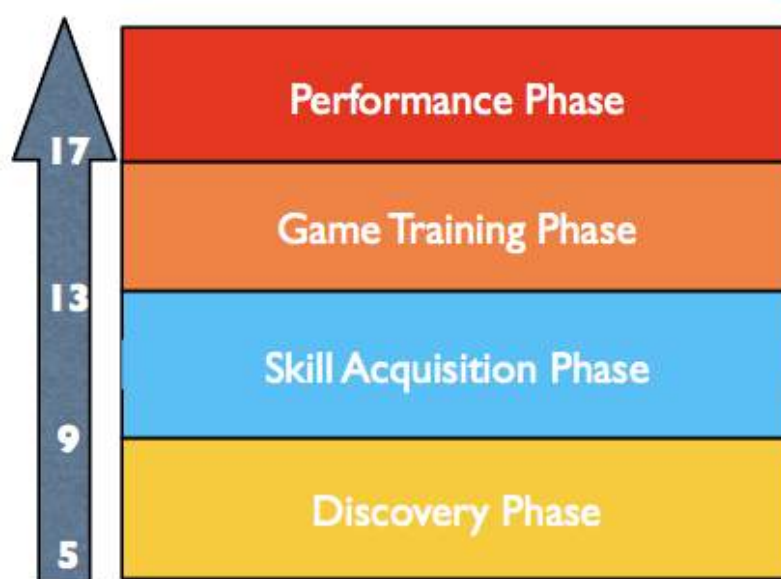 Performance Phase
17
Game Training Phase
13
Skill Acquisition Phase
9
Discovery Phase
5